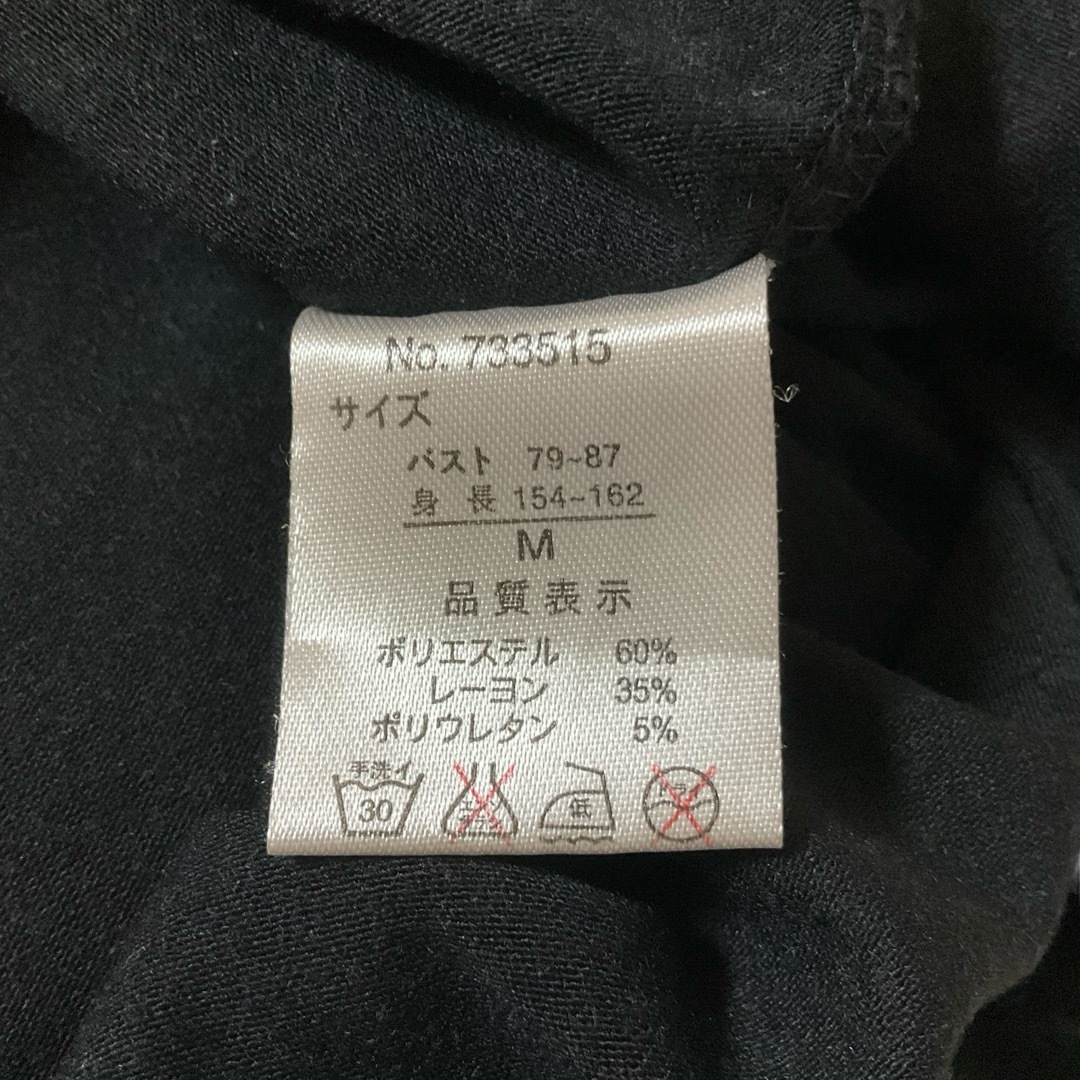 No. 733515
サイズ
バスト 79~87
身長 154~162
M
品質表示
ポリエステル 60%
レーヨン 35%
ポリウレタン 5%
手洗イ
30
低